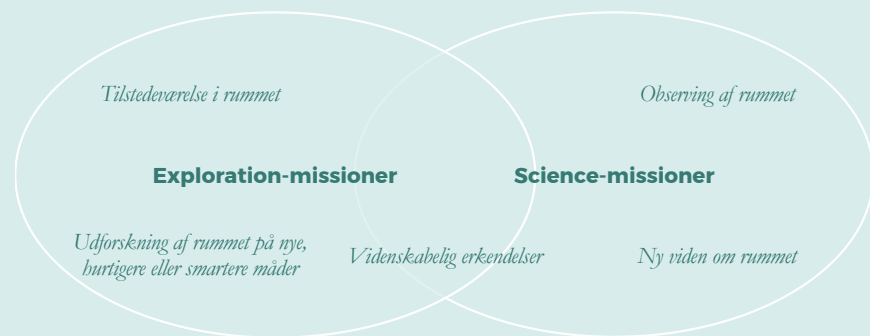 Tilstedeværelse i rummet
Observing af rummet
Exploration-missioner
Science-missioner
Udforskning af rummet på nye,
hurtigere eller smartere måder
Videnskabelig erkendelser
Ny viden om rummet